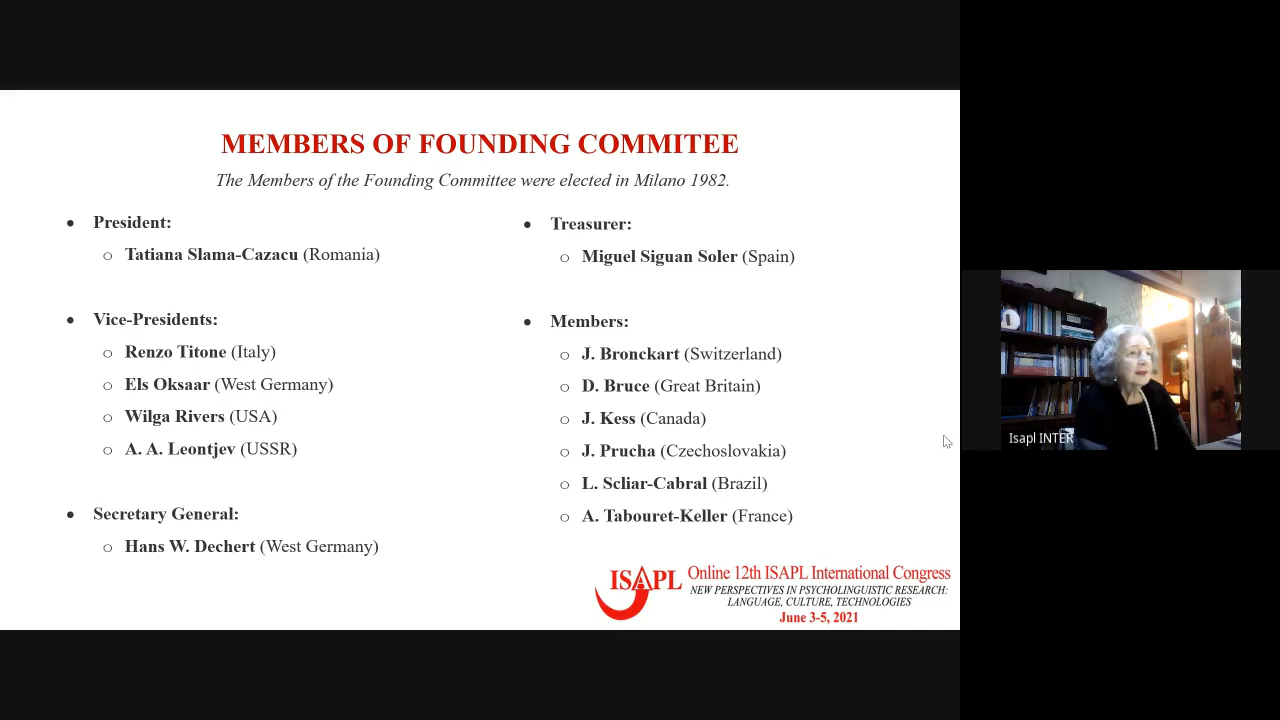 MEMBERS OF FOUNDING COMMITEE
The Members of the Founding Committee were elected in Milano 1982.
President:
Tatiana Slama-Cazacu (Romania)
Vice-Presidents:
Renzo Titone (Italy)
Els Oksaar (West Germany)
Wilga Rivers (USA)
A. A. Leontjev (USSR)
Secretary General:
Hans W. Dechert (West Germany)
Treasurer:
Miguel Siguan Soler (Spain)
Members:
J. Bronckart (Switzerland)
D. Bruce (Great Britain)
J. Kess (Canada)
J. Prucha (Czechoslovakia)
L. Scliar-Cabral (Brazil)
A. Tabouret-Keller (France)
ISAPL
Online 12th ISAPL International Congress
NEW PERSPECTIVES IN PSYCHOLINGUISTIC RESEARCH:
LANGUAGE, CULTURE, TECHNOLOGIES
June 3-5, 2021
Isapl INTER